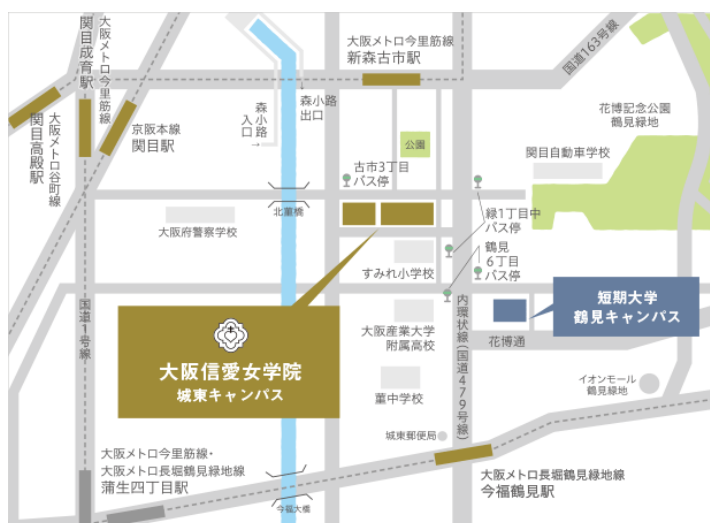 大阪メトロ今里筋線
関目成育駅
大阪メトロ今里筋線
新森古市駅
国道163号線
森小路
出口
森小路
入口
花博記念公園
鶴見緑地
京阪本線
関目駅
大阪メトロ谷町線
関目高殿駅
公園
関目自動車学校
古市3丁目
バス停
北菫橋
大阪府警察学校
緑1丁目中
バス停
すみれ小学校
鶴見
6丁目
バス停
国道1号線
大阪信愛女学院
城東キャンパス
短期大学
鶴見キャンパス
大阪産業大学
附属高校
内環状線(国道479号線)
花博通
菫中学校
イオンモール
鶴見緑地
城東郵便局
大阪メトロ今里筋線・
大阪メトロ長堀鶴見緑地線
蒲生四丁目駅
大阪メトロ長堀鶴見緑地線
今福鶴見駅
今福大橋